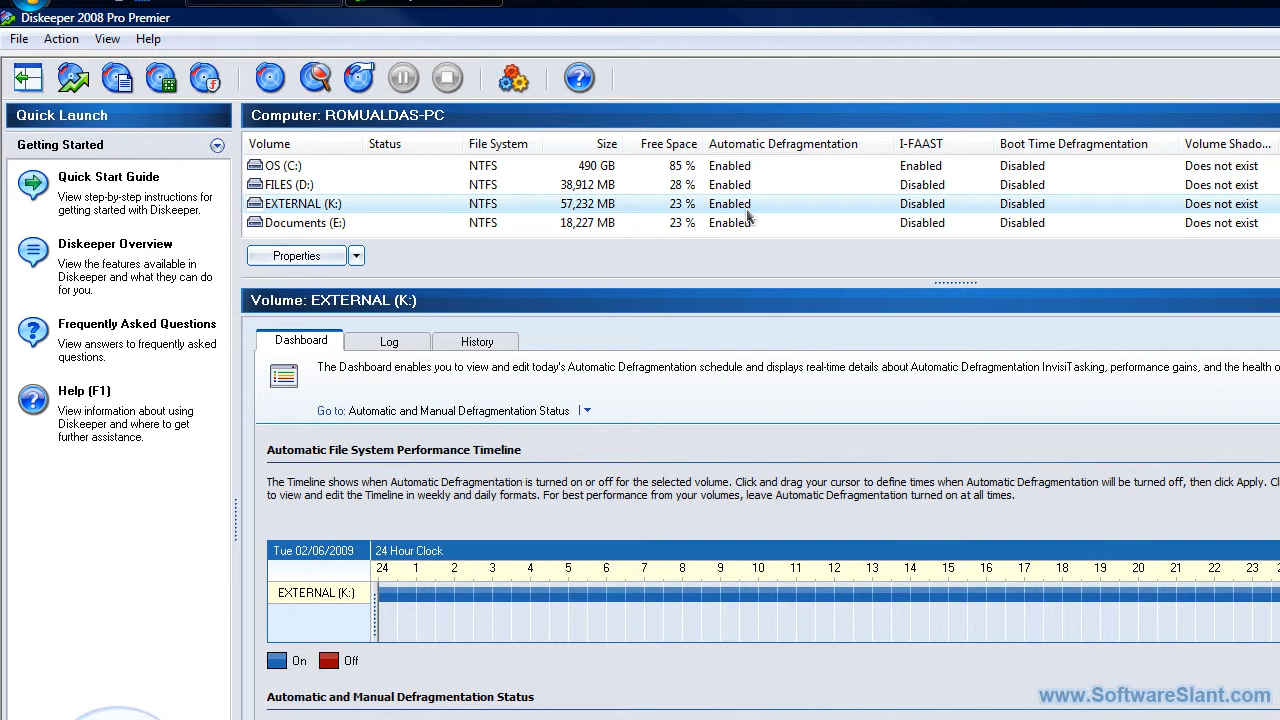 Diskeeper 2008 Pro Premier
File Action View Help
Quick Launch
Getting Started
Quick Start Guide
View step-by-step instructions for
getting started with Diskeeper.
Diskeeper Overview
View the features available in
Diskeeper and what they can do
for you.
Frequently Asked Questions
View answers to frequently asked
questions.
Help (F1)
View information about using
Diskeeper and where to get
further assistance.
Computer: ROMUALDAS-PC
Volume Status File System Size Free Space Automatic Defragmentation I-FAAST Boot Time Defragmentation Volume Shado...
OS (C:) NTFS 490 GB 85 % Enabled Enabled Disabled Does not exist
FILES (D:) NTFS 38,912 MB 28 % Enabled Disabled Disabled Does not exist
EXTERNAL (K:) NTFS 57,232 MB 23 % Enabled Disabled Disabled Does not exist
Documents (E:) NTFS 18,227 MB 23 % Enabled Disabled Disabled Does not exist
Properties
Volume: EXTERNAL (K:)
Dashboard Log History
The Dashboard enables you to view and edit today's Automatic Defragmentation schedule and displays real-time details about Automatic Defragmentation InvisiTasking, performance gains, and the health o
Go to: Automatic and Manual Defragmentation Status
Automatic File System Performance Timeline
The Timeline shows when Automatic Defragmentation is turned on or off for the selected volume. Click and drag your cursor to define times when Automatic Defragmentation will be turned off, then click Apply. Cl
to view and edit the Timeline in weekly and daily formats. For best performance from your volumes, leave Automatic Defragmentation turned on at all times.
Tue 02/06/2009 24 Hour Clock
24 1 2 3 4 5 6 7 8 9 10 11 12 13 14 15 16 17 18 19 20 21 22 23
EXTERNAL (K:)
On Off
Automatic and Manual Defragmentation Status
www.SoftwareSlant.com